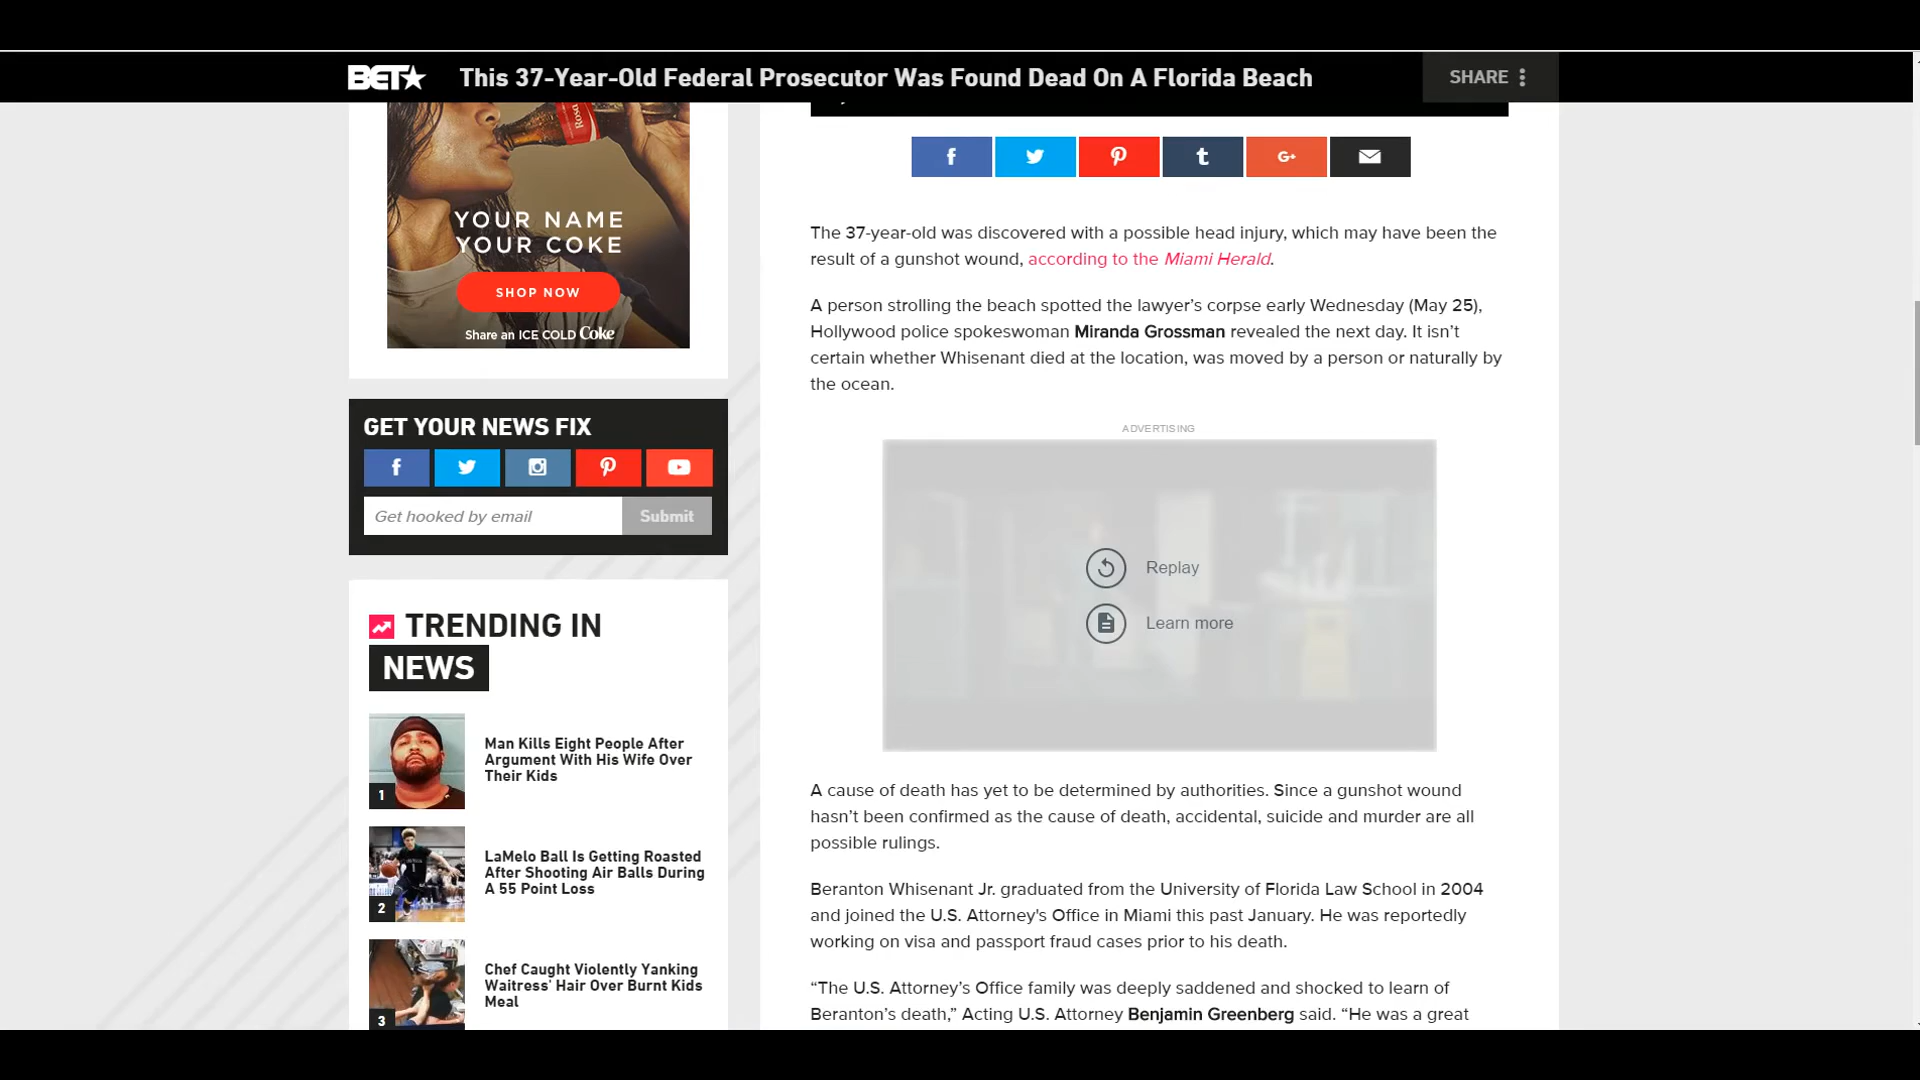 BET
This 37-Year-Old Federal Prosecutor Was Found Dead On A Florida Beach
SHARE
YOUR NAME
YOUR COKE
SHOP NOW
Share an ICE COLD Coke
GET YOUR NEWS FIX
Get hooked by email
Submit
TRENDING IN
NEWS
1
Man Kills Eight People After
Argument With His Wife Over
Their Kids
2
LaMelo Ball Is Getting Roasted
After Shooting Air Balls During
A 55 Point Loss
3
Chef Caught Violently Yanking
Waitress' Hair Over Burnt Kids
Meal
f
t
G+
The 37-year-old was discovered with a possible head injury, which may have been the
result of a gunshot wound, according to the Miami Herald.
A person strolling the beach spotted the lawyer's corpse early Wednesday (May 25),
Hollywood police spokeswoman Miranda Grossman revealed the next day. It isn't
certain whether Whisenant died at the location, was moved by a person or naturally by
the ocean.
ADVERTISING
Replay
Learn more
A cause of death has yet to be determined by authorities. Since a gunshot wound
hasn't been confirmed as the cause of death, accidental, suicide and murder are all
possible rulings.
Beranton Whisenant Jr. graduated from the University of Florida Law School in 2004
and joined the U.S. Attorney's Office in Miami this past January. He was reportedly
working on visa and passport fraud cases prior to his death.
“The U.S. Attorney's Office family was deeply saddened and shocked to learn of
Beranton's death,” Acting U.S. Attorney Benjamin Greenberg said. “He was a great